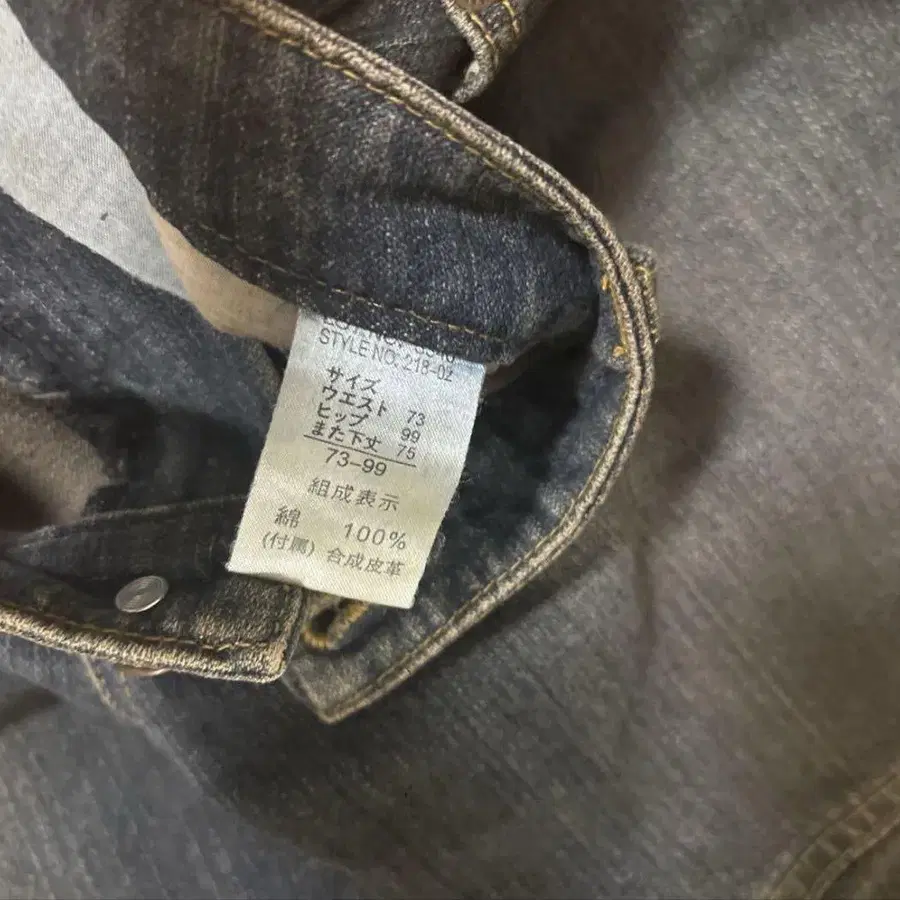 STYLE NO. 218-02
サイズ
ウエスト 73
ヒップ 99
また下丈 75
73-99
組成表示
綿 100%
(付属) 合成皮革